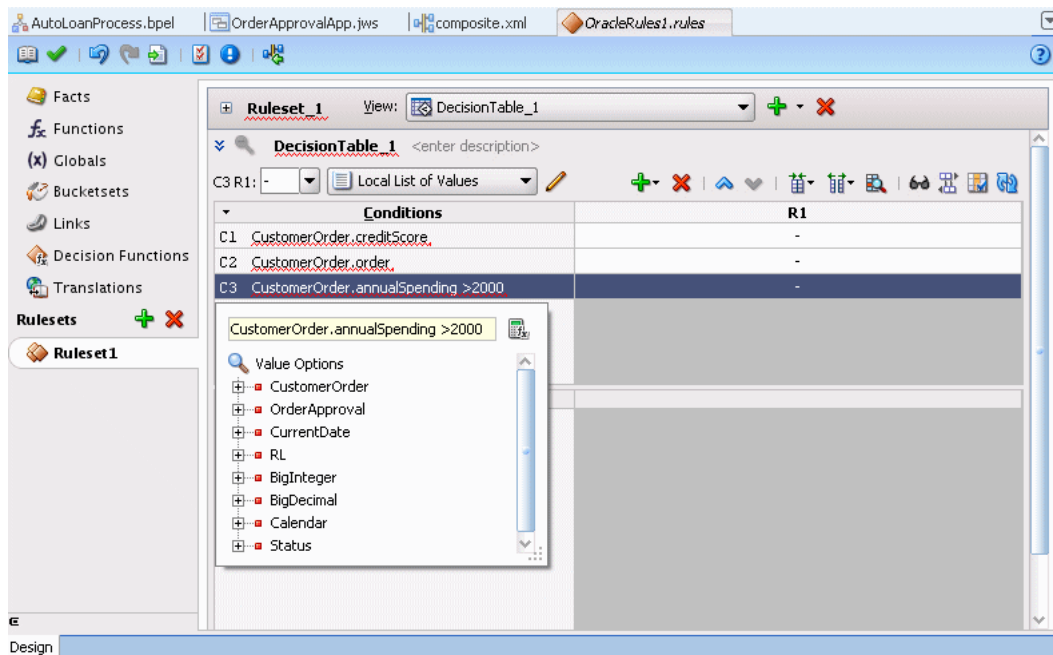 AutoLoanProcess.bpel OrderApprovalApp.jws composite.xml OracleRules1.rules
Facts
Functions
(x) Globals
Bucketsets
Links
Decision Functions
Translations
Rulesets
Ruleset1
Ruleset_1 View: DecisionTable_1
DecisionTable_1 <enter description>
C3 R1: - Local List of Values
Conditions R1
C1 CustomerOrder.creditScore -
C2 CustomerOrder.order -
C3 CustomerOrder.annualSpending >2000 -
CustomerOrder.annualSpending >2000
Value Options
CustomerOrder
OrderApproval
CurrentDate
RL
BigInteger
BigDecimal
Calendar
Status
Design